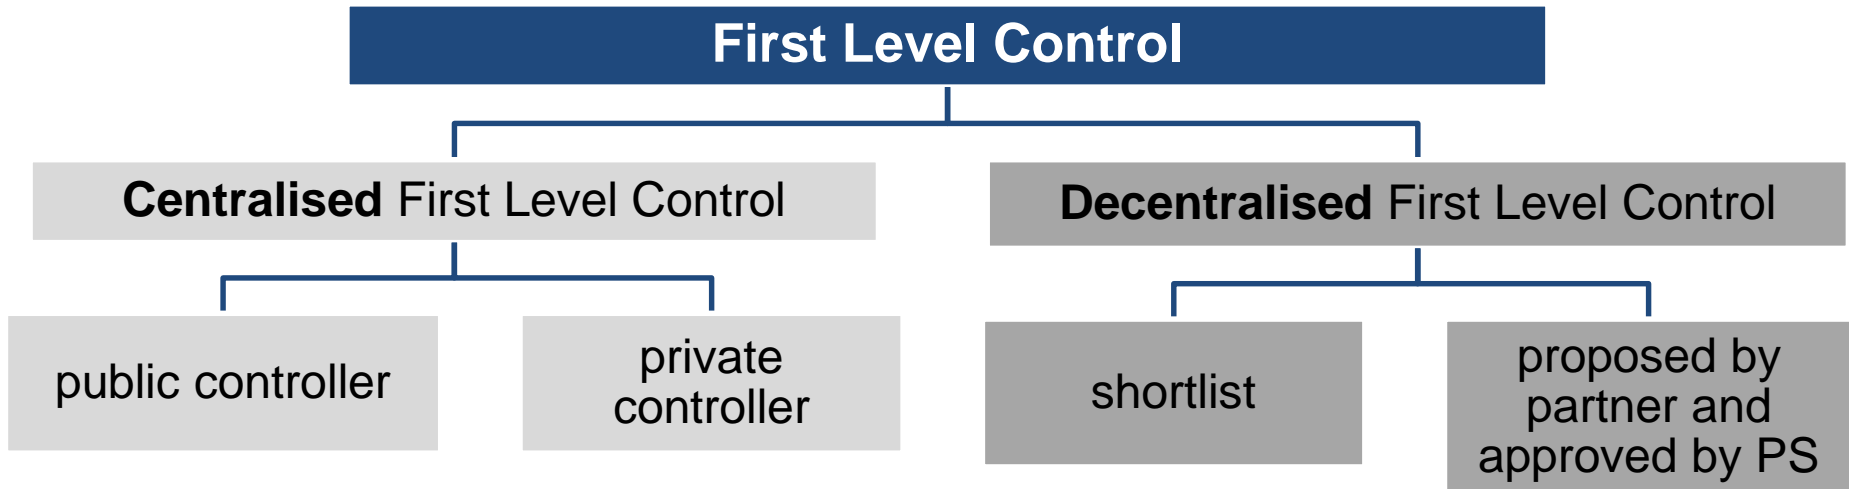 First Level Control
Centralised First Level Control
Decentralised First Level Control
public controller
private
controller
shortlist
proposed by
partner and
approved by PS